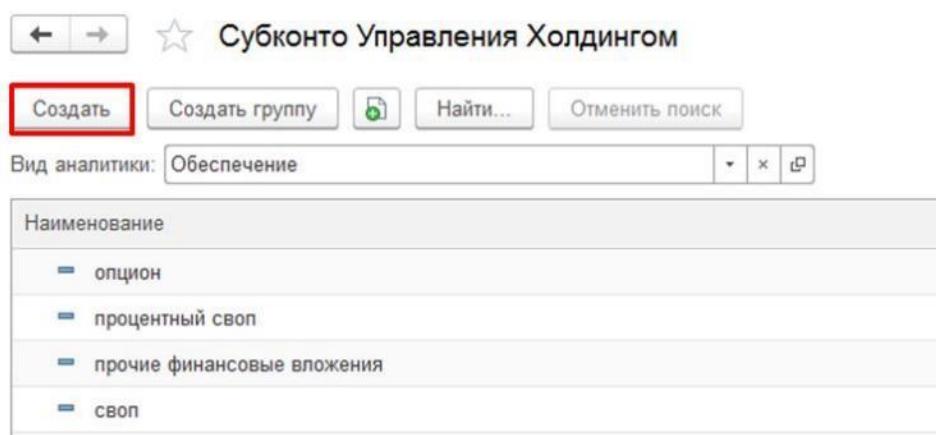 Субконто Управления Холдингом
Создать Создать группу Найти... Отменить поиск
Вид аналитики: Обеспечение
Наименование
опцион
процентный своп
прочие финансовые вложения
своп